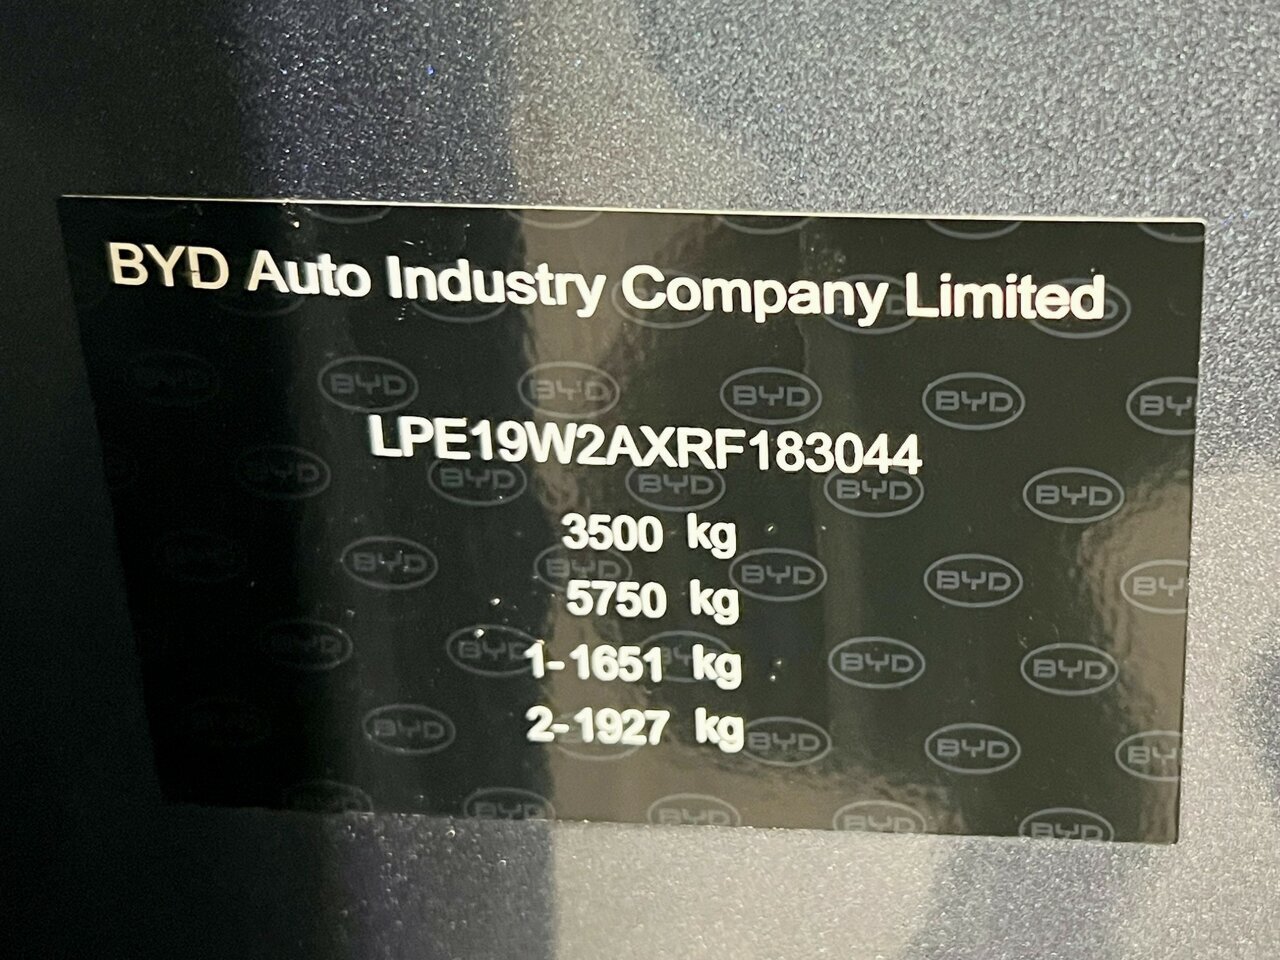 BYD Auto Industry Company Limited
LPE19W2AXRF183044
3500 kg
5750 kg
1-1651 kg
2-1927 kg